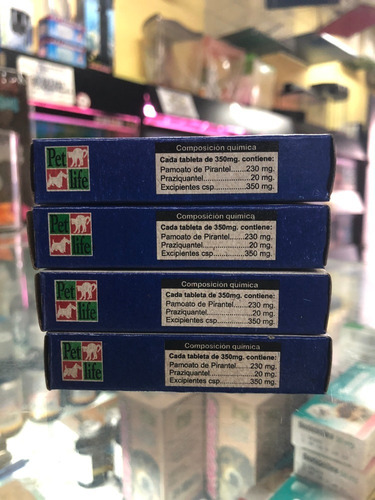 Pet
life
Composición química
Cada tableta de 350mg. contiene:
Pamoato de Pirantel......230 mg.
Praziquantel..................20 mg.
Excipientes csp............350 mg.
Pet
life
Composición química
Cada tableta de 350mg. contiene:
Pamoato de Pirantel......230 mg.
Praziquantel..................20 mg.
Excipientes csp............350 mg.
Pet
life
Composición química
Cada tableta de 350mg. contiene:
Pamoato de Pirantel......230 mg.
Praziquantel..................20 mg.
Excipientes csp............350 mg.
Pet
life
Composición química
Cada tableta de 350mg. contiene:
Pamoato de Pirantel......230 mg.
Praziquantel..................20 mg.
Excipientes csp............350 mg.